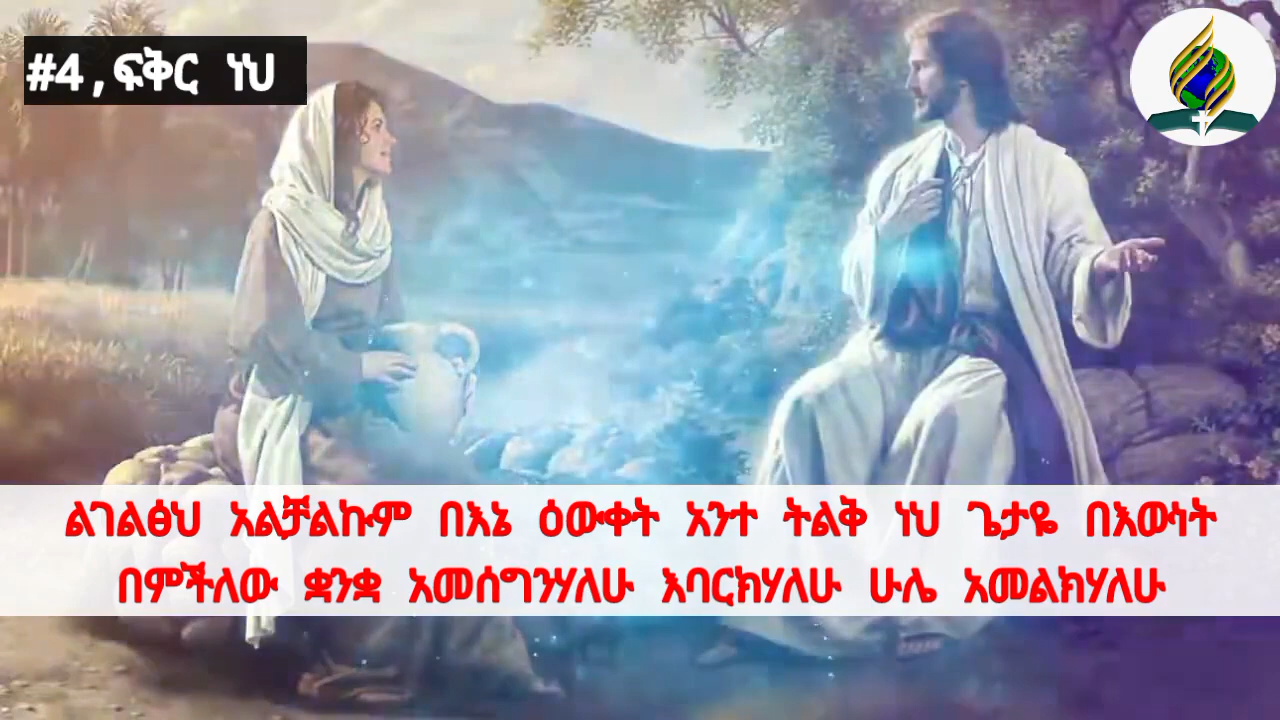 #4,ፍቅር ነህ
ልገልፅህ አልቻልኩም በእኔ ዕውቀት አንተ ትልቅ ነህ ጌታዬ በእውነት
በምችለው ቋንቋ አመሰግንሃለሁ እባርክሃለሁ ሁሌ አመልክሃለሁ